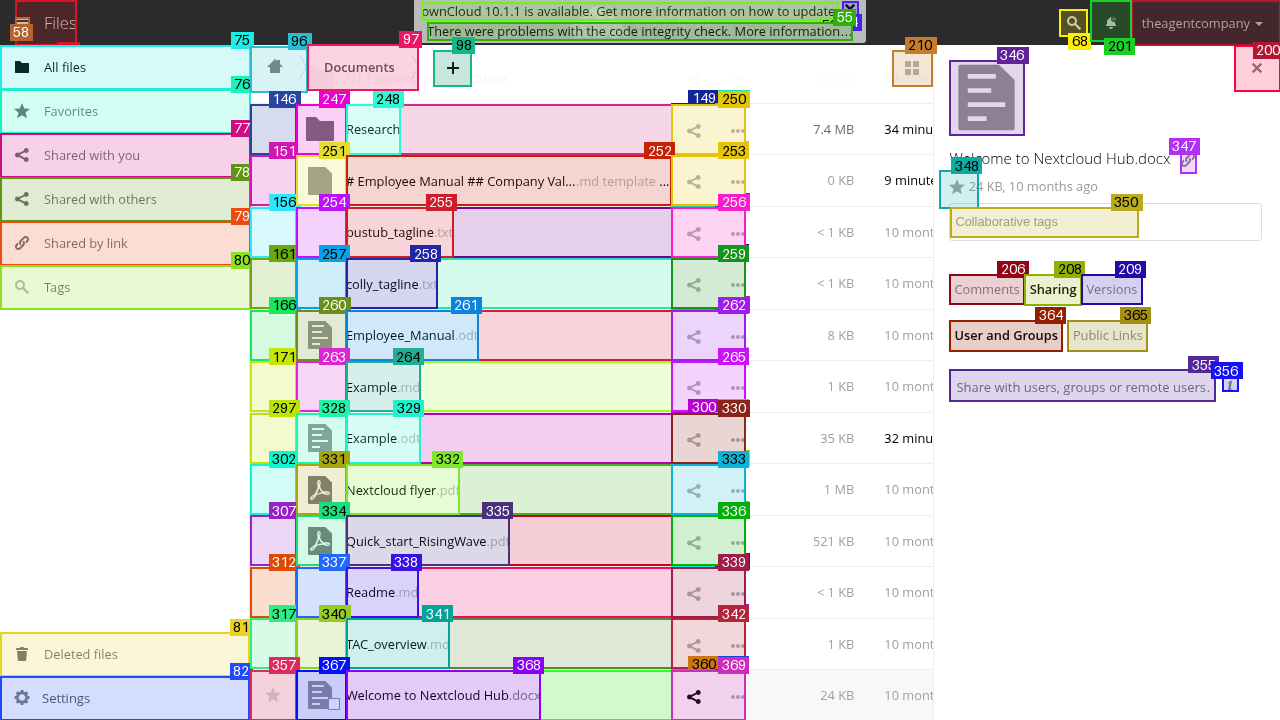 Files
ownCloud 10.1.1 is available. Get more information on how to update.
There were problems with the code integrity check. More information…
theagentcompany
58
55
68
201
200
75
96
97
98
210
346
All files
Documents
+
76
Favorites
77
Shared with you
78
Shared with others
79
Shared by link
80
Tags
81
Deleted files
82
Settings
146
247
248
149
250
Research
7.4 MB
34 minu
151
251
252
253
# Employee Manual ## Company Val....md template ...
0 KB
9 minute
156
254
255
256
bustub_tagline.txt
< 1 KB
10 mont
161
257
258
259
colly_tagline.txt
< 1 KB
10 mont
166
260
261
262
Employee_Manual.odt
8 KB
10 mont
171
263
264
265
Example.md
1 KB
10 mont
297
328
329
300
330
Example.odt
35 KB
32 minu
302
331
332
333
Nextcloud flyer.pdf
1 MB
10 mont
307
334
335
336
Quick_start_RisingWave.pdf
521 KB
10 mont
312
337
338
339
Readme.md
< 1 KB
10 mont
317
340
341
342
TAC_overview.md
1 KB
10 mont
357
367
368
360
369
Welcome to Nextcloud Hub.docx
24 KB
10 mont
347
Welcome to Nextcloud Hub.docx
348
24 KB, 10 months ago
350
Collaborative tags
206
208
209
Comments
Sharing
Versions
364
365
User and Groups
Public Links
355
356
Share with users, groups or remote users.